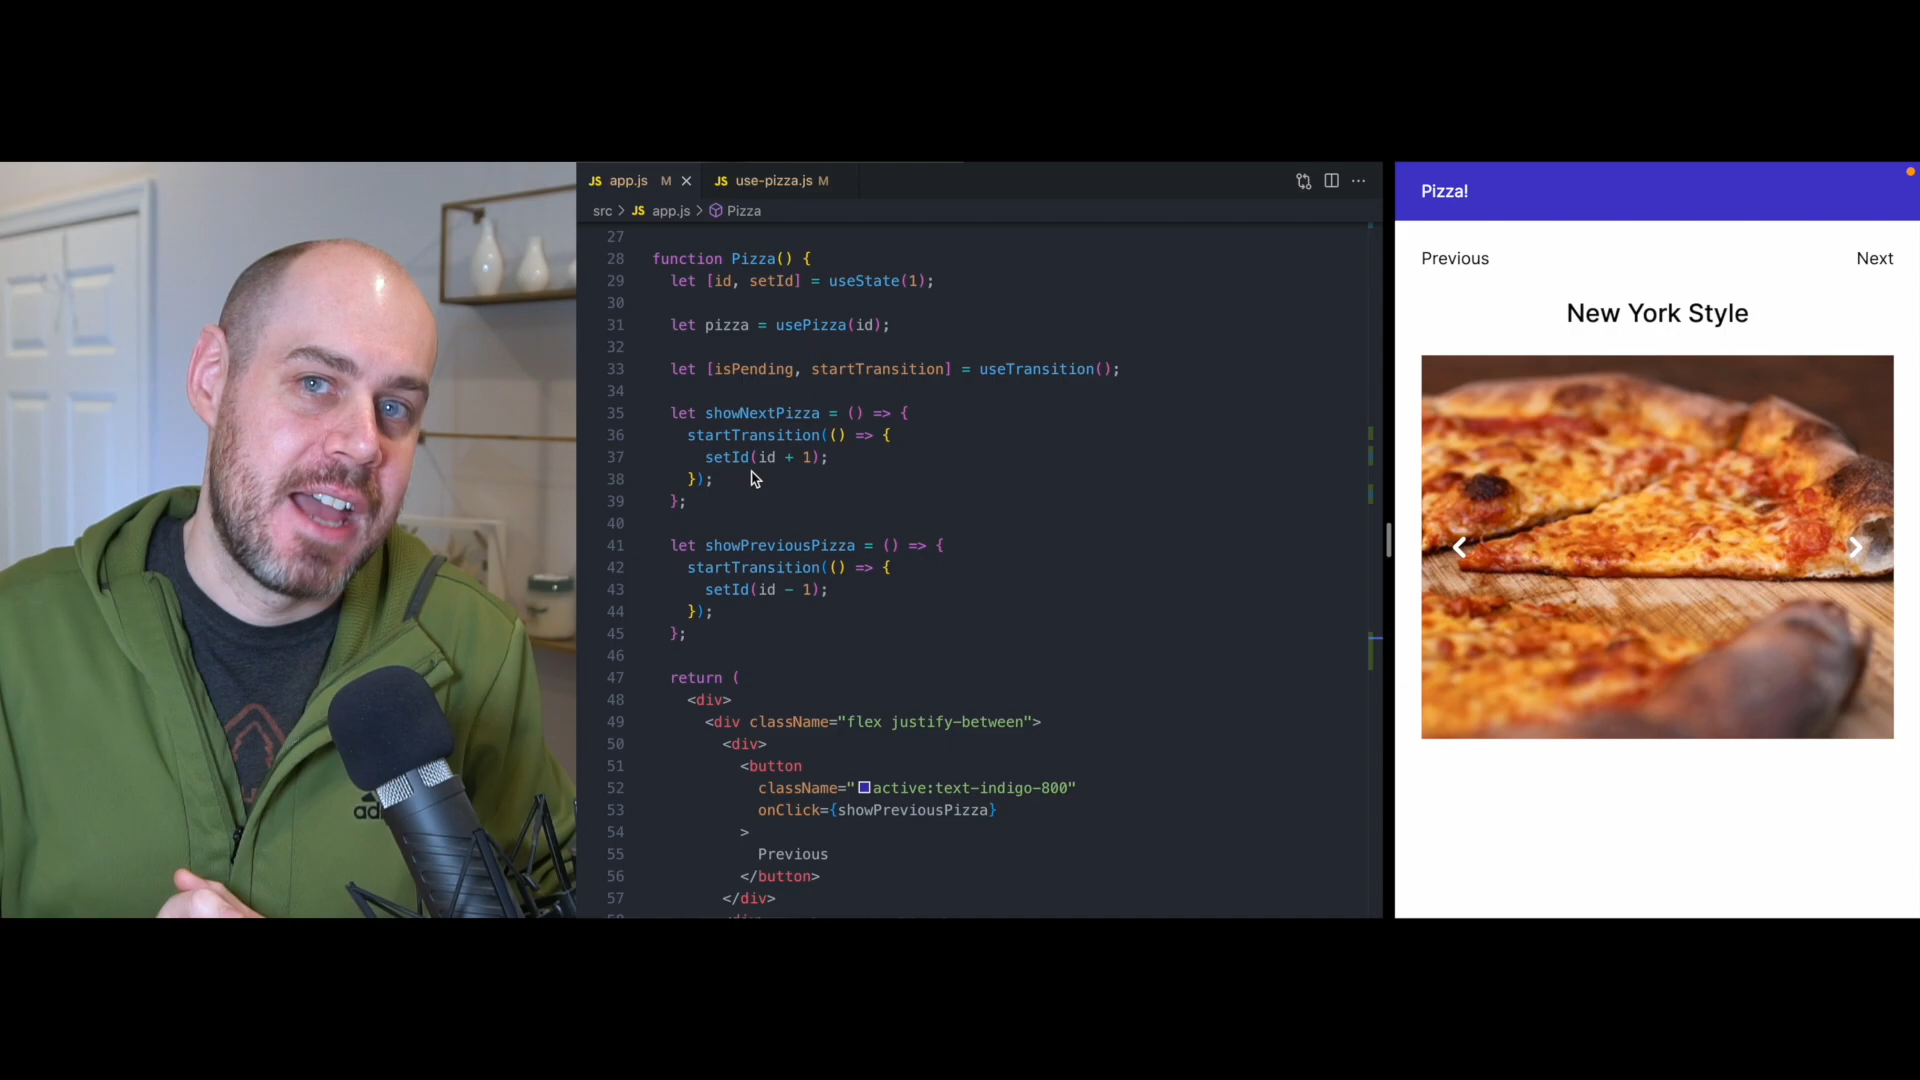 JS app.js M
JS use-pizza.js M
src > JS app.js > Pizza
27
28 function Pizza() {
29 let [id, setId] = useState(1);
30
31 let pizza = usePizza(id);
32
33 let [isPending, startTransition] = useTransition();
34
35 let showNextPizza = () => {
36 startTransition(() => {
37 setId(id + 1);
38 });
39 };
40
41 let showPreviousPizza = () => {
42 startTransition(() => {
43 setId(id - 1);
44 });
45 };
46
47 return (
48 <div>
49 <div className="flex justify-between">
50 <div>
51 <button
52 className="active:text-indigo-800"
53 onClick={showPreviousPizza}
54 >
55 Previous
56 </button>
57 </div>
Pizza!
Previous
Next
New York Style